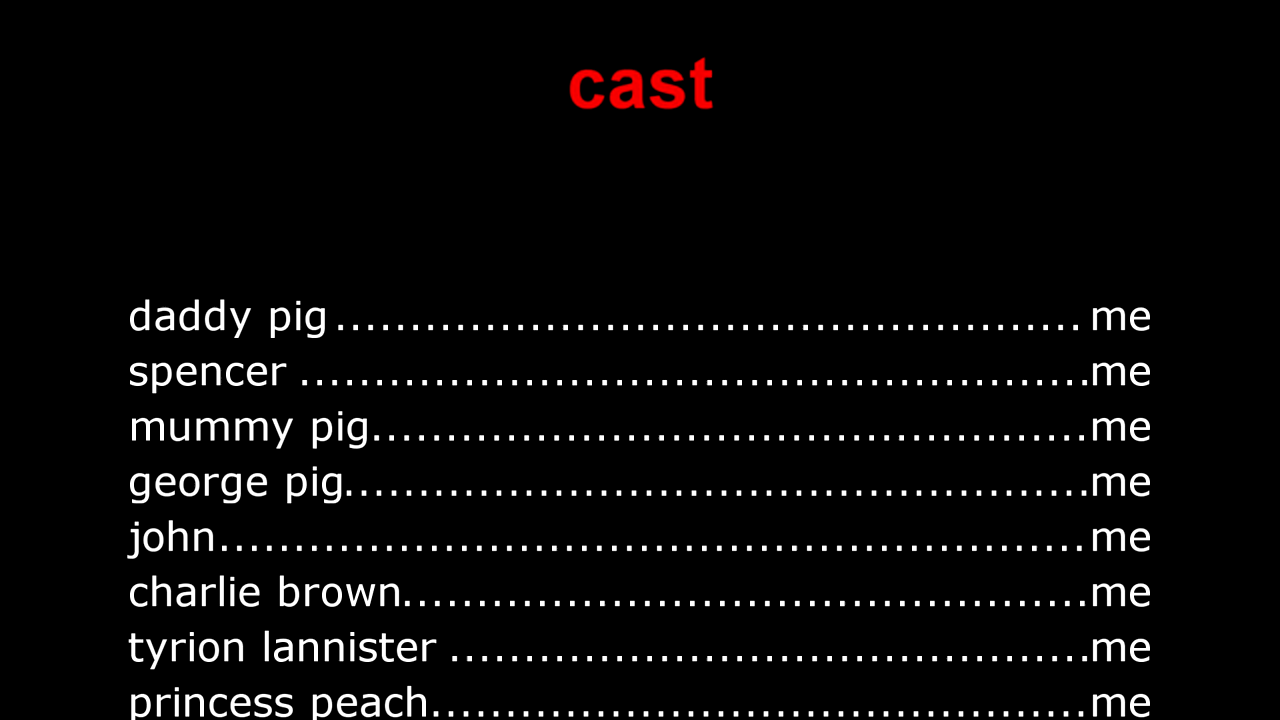 cast
daddy pig .................................................. me
spencer .....................................................me
mummy pig................................................me
george pig..................................................me
john..........................................................me
charlie brown..............................................me
tyrion lannister ...........................................me
princess peach............................................me